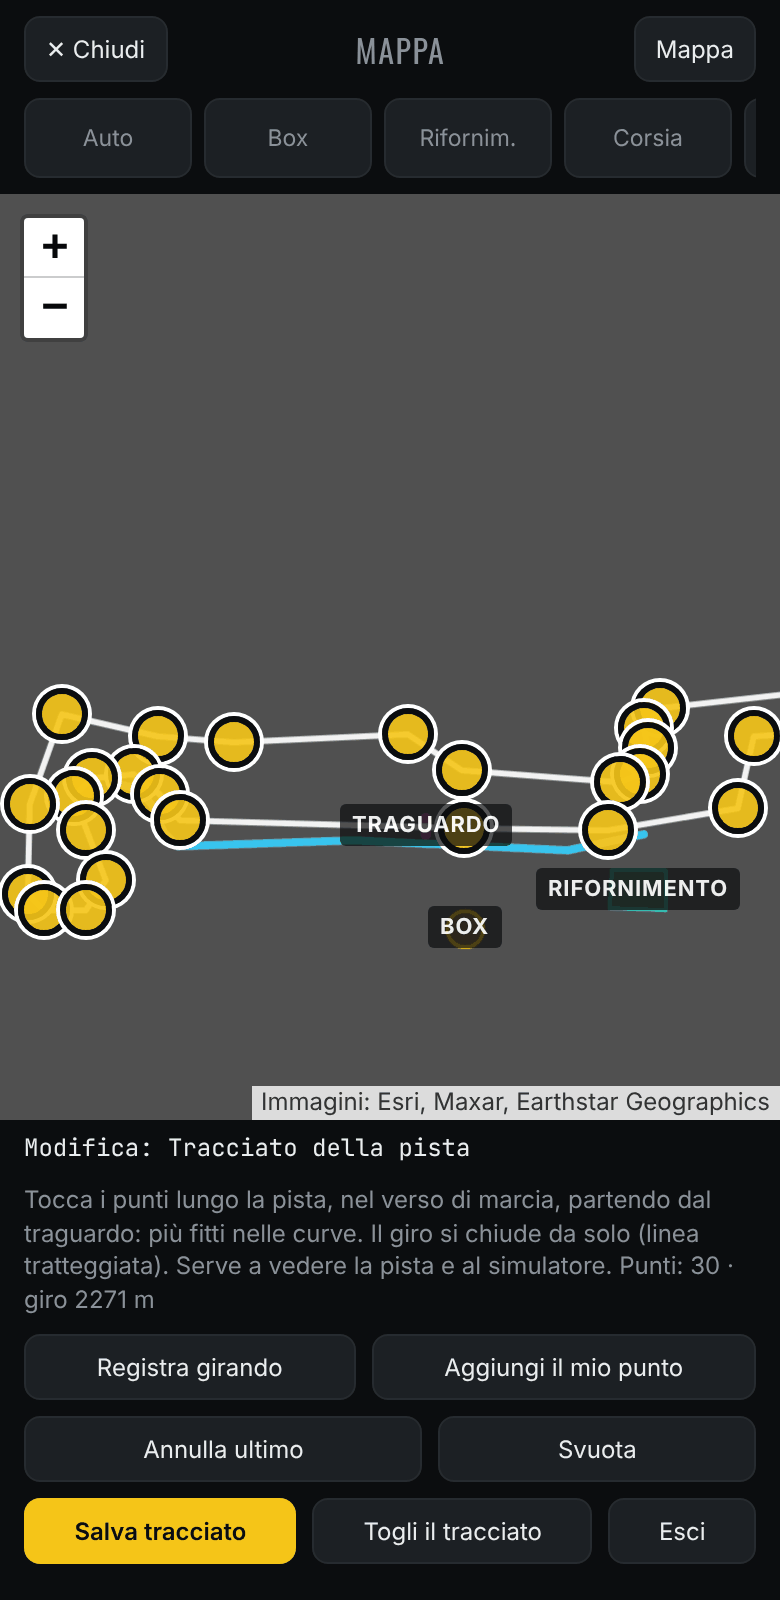 ✕ Chiudi
MAPPA
Mappa
Auto
Box
Rifornim.
Corsia
+
−
TRAGUARDO
RIFORNIMENTO
BOX
Immagini: Esri, Maxar, Earthstar Geographics
Modifica: Tracciato della pista
Tocca i punti lungo la pista, nel verso di marcia, partendo dal
traguardo: più fitti nelle curve. Il giro si chiude da solo (linea
tratteggiata). Serve a vedere la pista e al simulatore. Punti: 30 ·
giro 2271 m
Registra girando
Aggiungi il mio punto
Annulla ultimo
Svuota
Salva tracciato
Togli il tracciato
Esci